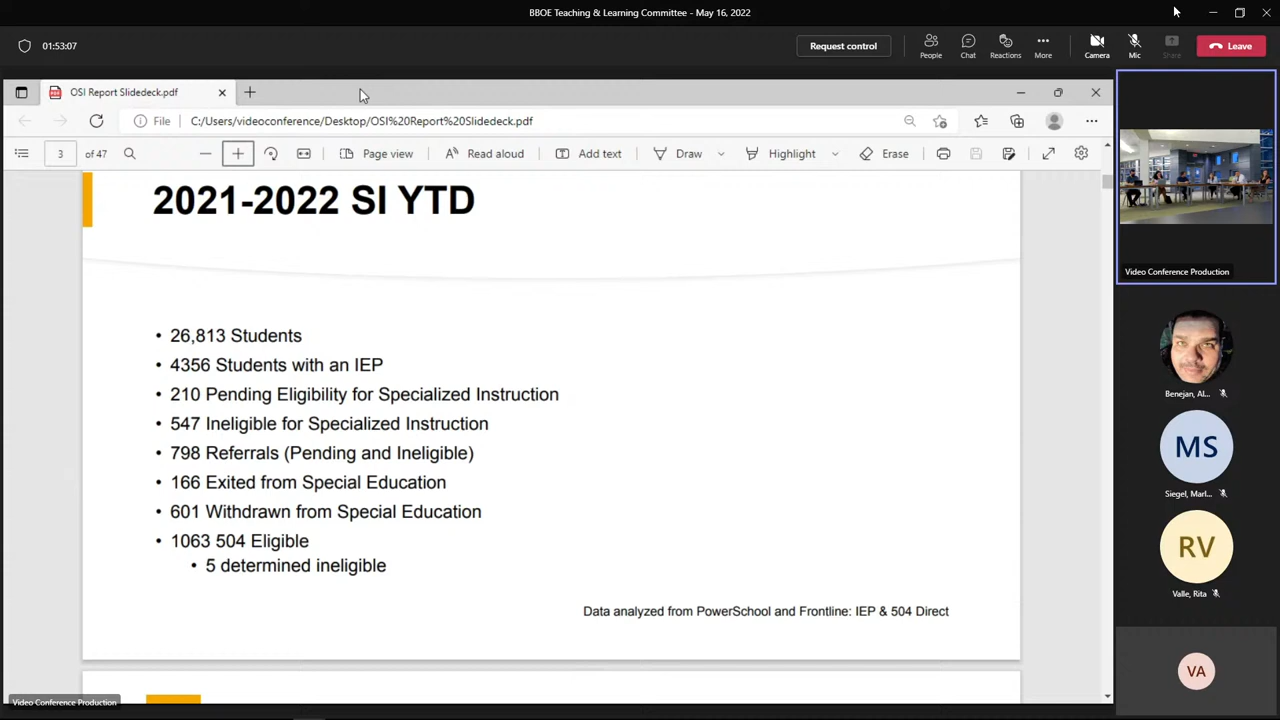 BBOE Teaching & Learning Committee - May 16, 2022
01:53:07
Request control
People
Chat
Reactions
More
Camera
Mic
Share
Leave
OSI Report Slidedeck.pdf
File
C:/Users/videoconference/Desktop/OSI%20Report%20Slidedeck.pdf
3 of 47
Page view
Read aloud
Add text
Draw
Highlight
Erase
2021-2022 SI YTD
• 26,813 Students
• 4356 Students with an IEP
• 210 Pending Eligibility for Specialized Instruction
• 547 Ineligible for Specialized Instruction
• 798 Referrals (Pending and Ineligible)
• 166 Exited from Special Education
• 601 Withdrawn from Special Education
• 1063 504 Eligible
• 5 determined ineligible
Data analyzed from PowerSchool and Frontline: IEP & 504 Direct
Video Conference Production
Video Conference Production
Benejan, Al...
MS
Siegel, Marl...
RV
Valle, Rita
VA